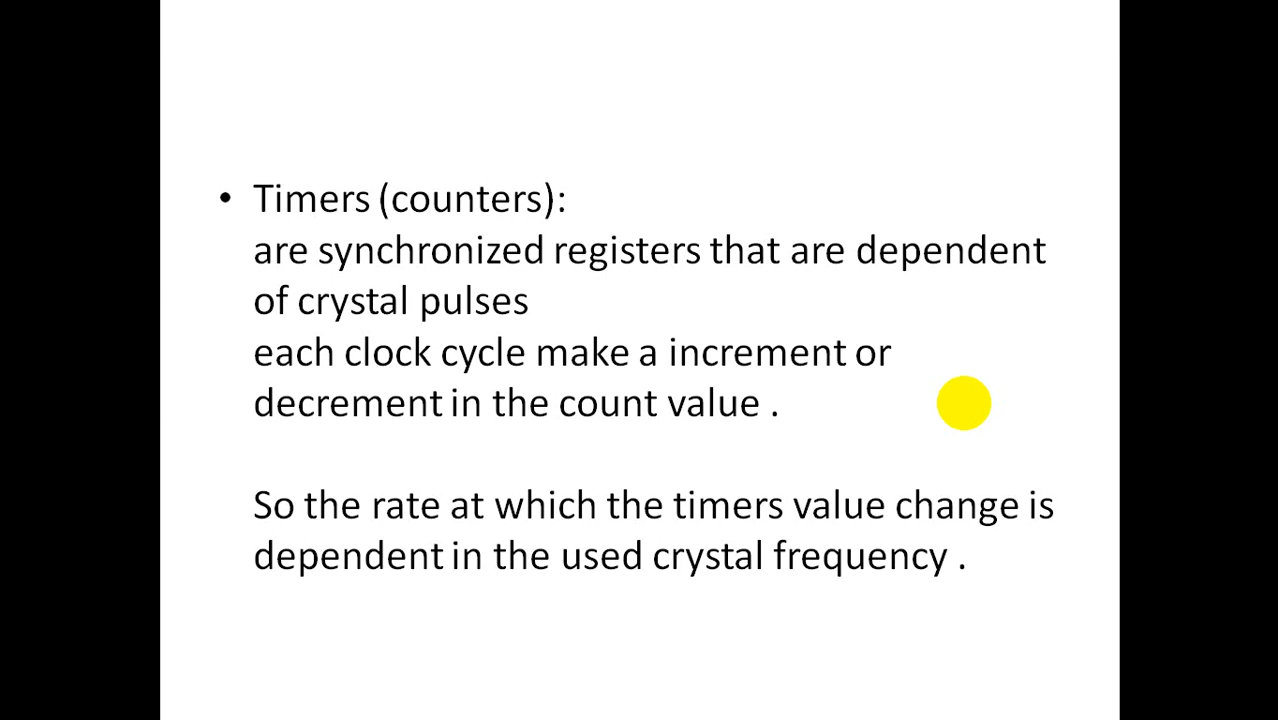 • Timers (counters):
are synchronized registers that are dependent
of crystal pulses
each clock cycle make a increment or
decrement in the count value .
So the rate at which the timers value change is
dependent in the used crystal frequency .